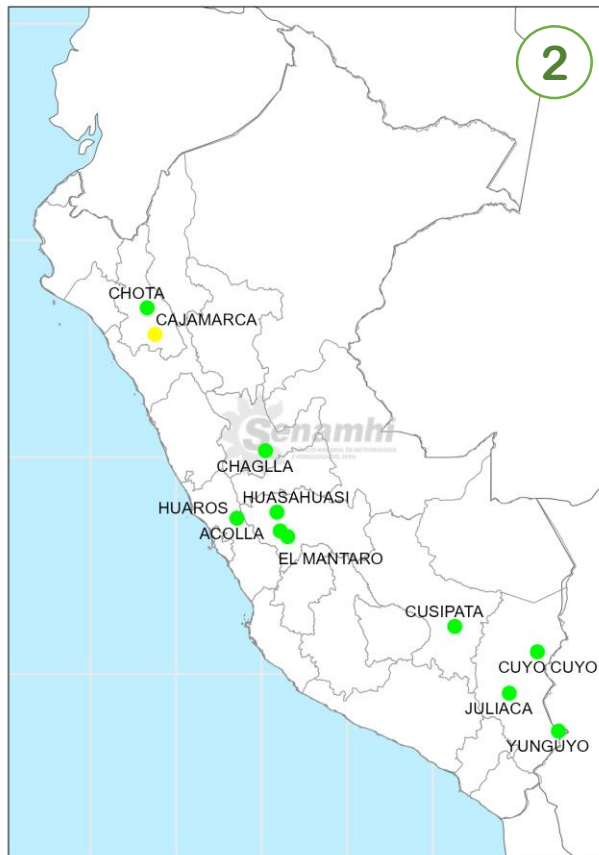 2
CHOTA
CAJAMARCA
Senamhi
CHAGLLA
HUASAHUASI
HUAROS
ACOLLA
EL MANTARO
CUSIPATA
CUYO CUYO
JULIACA
YUNGUYO